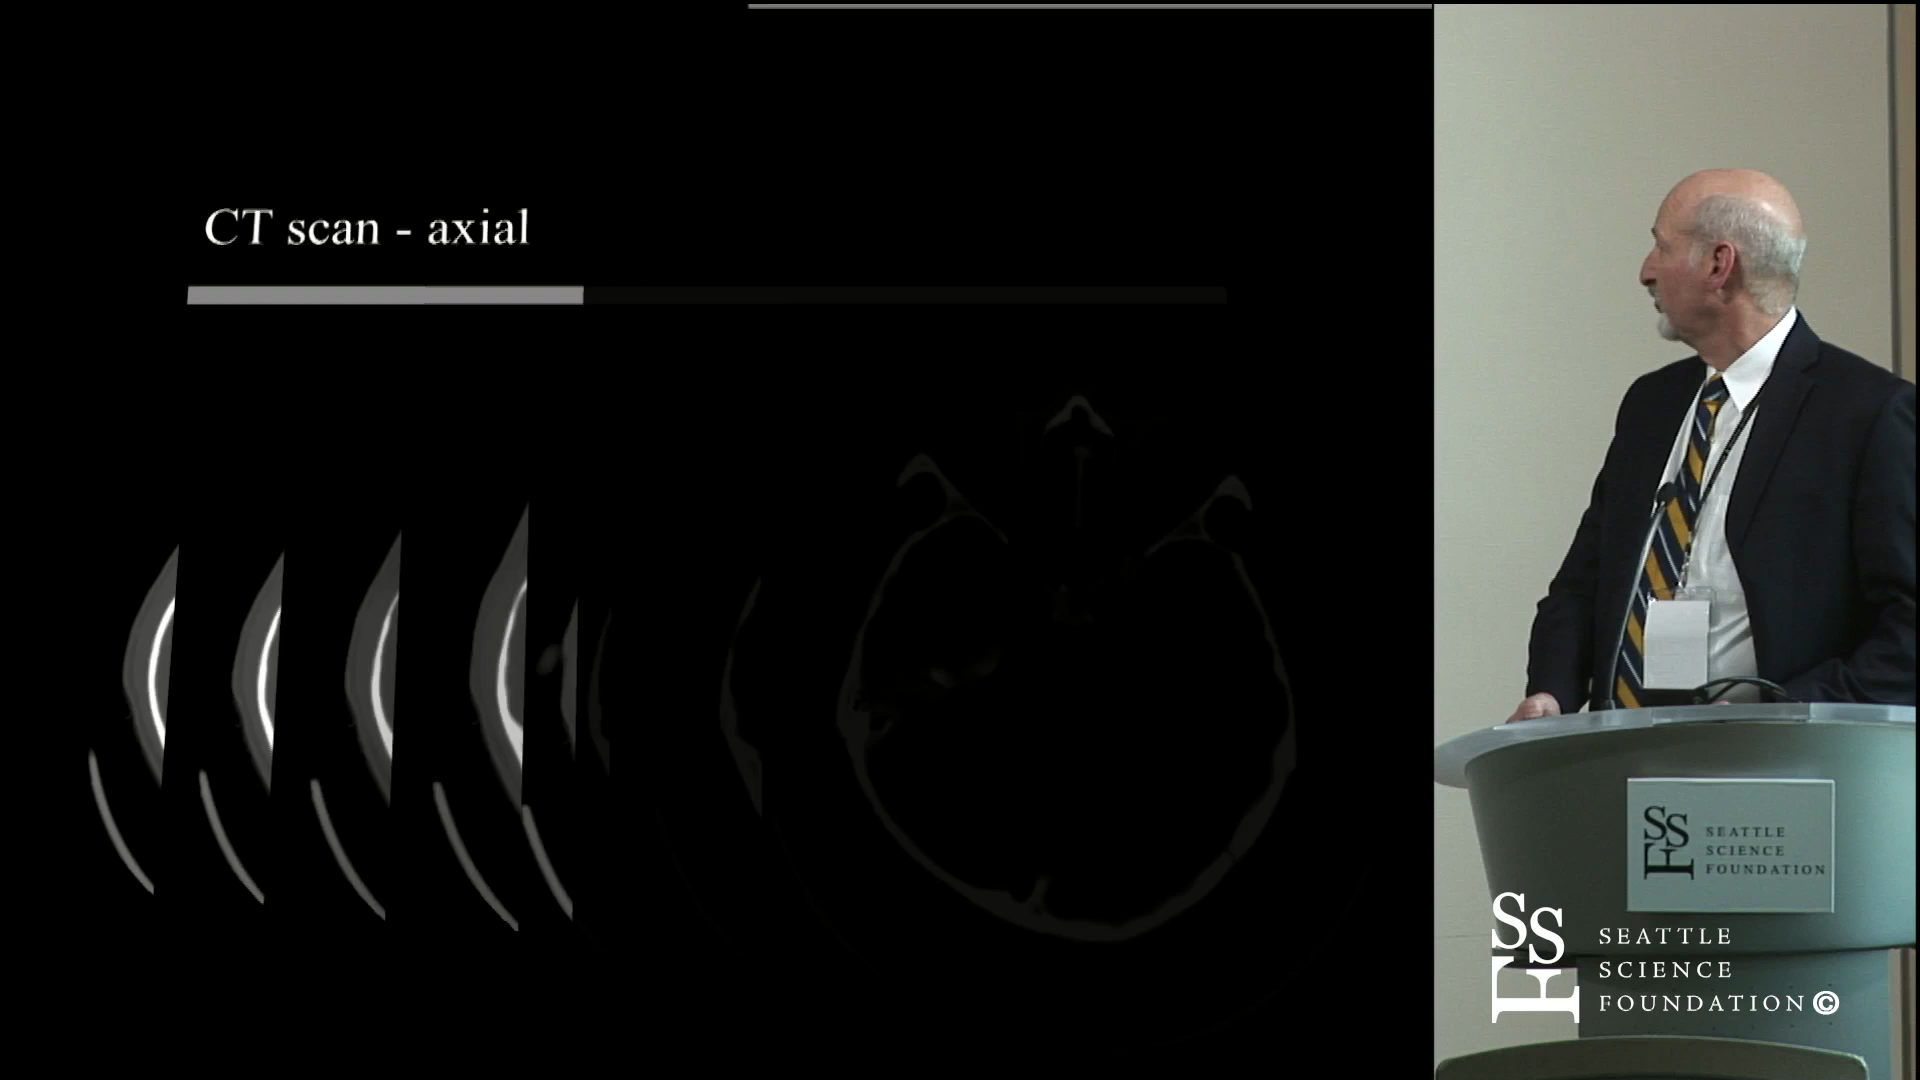 CT scan - axial
SSF
SEATTLE
SCIENCE
FOUNDATION
SSF
SEATTLE
SCIENCE
FOUNDATION©